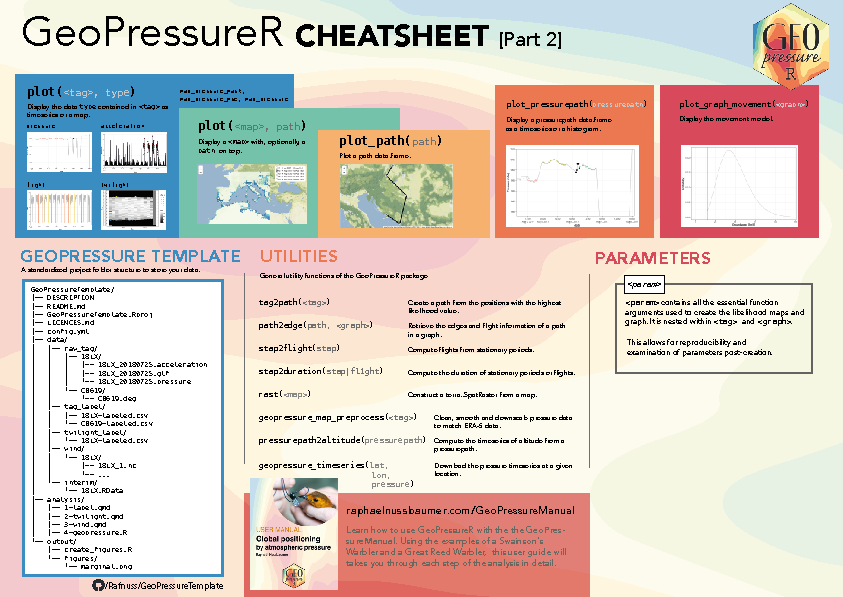 GeoPressureR CHEATSHEET [Part 2]
GEO
pressure
R
plot(<tag>, type)
Display the data type contained in <tag> as
timeseries or map.
pressure
acceleration
light
twilight
plot(<map>, path)
Display a <map> with, optionally a
path on top.
plot_path(path)
Plot a path data.frame.
plot_pressurepath(pressurepath)
Display a pressurepath data.frame
as a timeseries or histogram.
plot_graph_movement(<graph>)
Display the movement model.
GEOPRESSURE TEMPLATE
A standardized project folder structure to store your data.
GeoPressureTemplate/
├── DESCRIPTION
├── README.md
├── GeoPressureTemplate.Rproj
├── LICENCES.md
├── config.yml
├── data/
│ ├── raw_tag/
│ │ ├── 18LX/
│ │ │ ├── 18LX_20180725.acceleration
│ │ │ ├── 18LX_20180725.glf
│ │ │ └── 18LX_20180725.pressure
│ │ └── CB619/
│ │ └── CB619.deg
│ ├── tag_label/
│ │ ├── 18LX-labeled.csv
│ │ └── CB619-labeled.csv
│ ├── twilight_label/
│ │ └── 18LX-labeled.csv
│ ├── wind/
│ │ └── 18LX/
│ │ ├── 18LX_1.nc
│ │ └── ...
│ └── interim/
│ └── 18LX.RData
├── analysis/
│ ├── 1-label.qmd
│ ├── 2-twilight.qmd
│ ├── 3-wind.qmd
│ └── 4-geopressure.R
└── output/
├── create_figures.R
└── figures/
└── marginal.png
/Rafnuss/GeoPressureTemplate
UTILITIES
General utility functions of the GeoPressureR package
tag2path(<tag>) Create a path from the positions with the highest
likelihood value.
path2edge(path, <graph>) Retrieve the edges and flight information of a path
in a graph.
stap2flight(stap) Compute flights from stationary periods.
stap2duration(stap|flight) Compute the duration of stationary periods or flights.
rast(<map>) Construct a terra::SpatRaster from a map.
geopressure_map_preprocess(<tag>) Clean, smooth and downscale pressure data
to match ERA-5 data.
pressurepath2altitude(pressurepath) Compute the timeseries of altitude from a
pressurepath.
geopressure_timeseries(lat, Download the pressure timeseries at a given
lon, location.
pressure)
USER MANUAL
Global positioning
by atmospheric pressure
GEO
pressure
raphaelnussbaumer.com/GeoPressureManual
Learn how to use GeoPressureR with the the GeoPres-
sureManual. Using the examples of a Swainson's
Warbler and a Great Reed Warbler, this user guide will
takes you through each step of the analysis in detail.
PARAMETERS
<param>
<param> contains all the essential function
arguments used to create the likelihood maps and
graph. It is nested within <tag> and <graph>.
This allows for reproducibility and
examination of parameters post-creation.